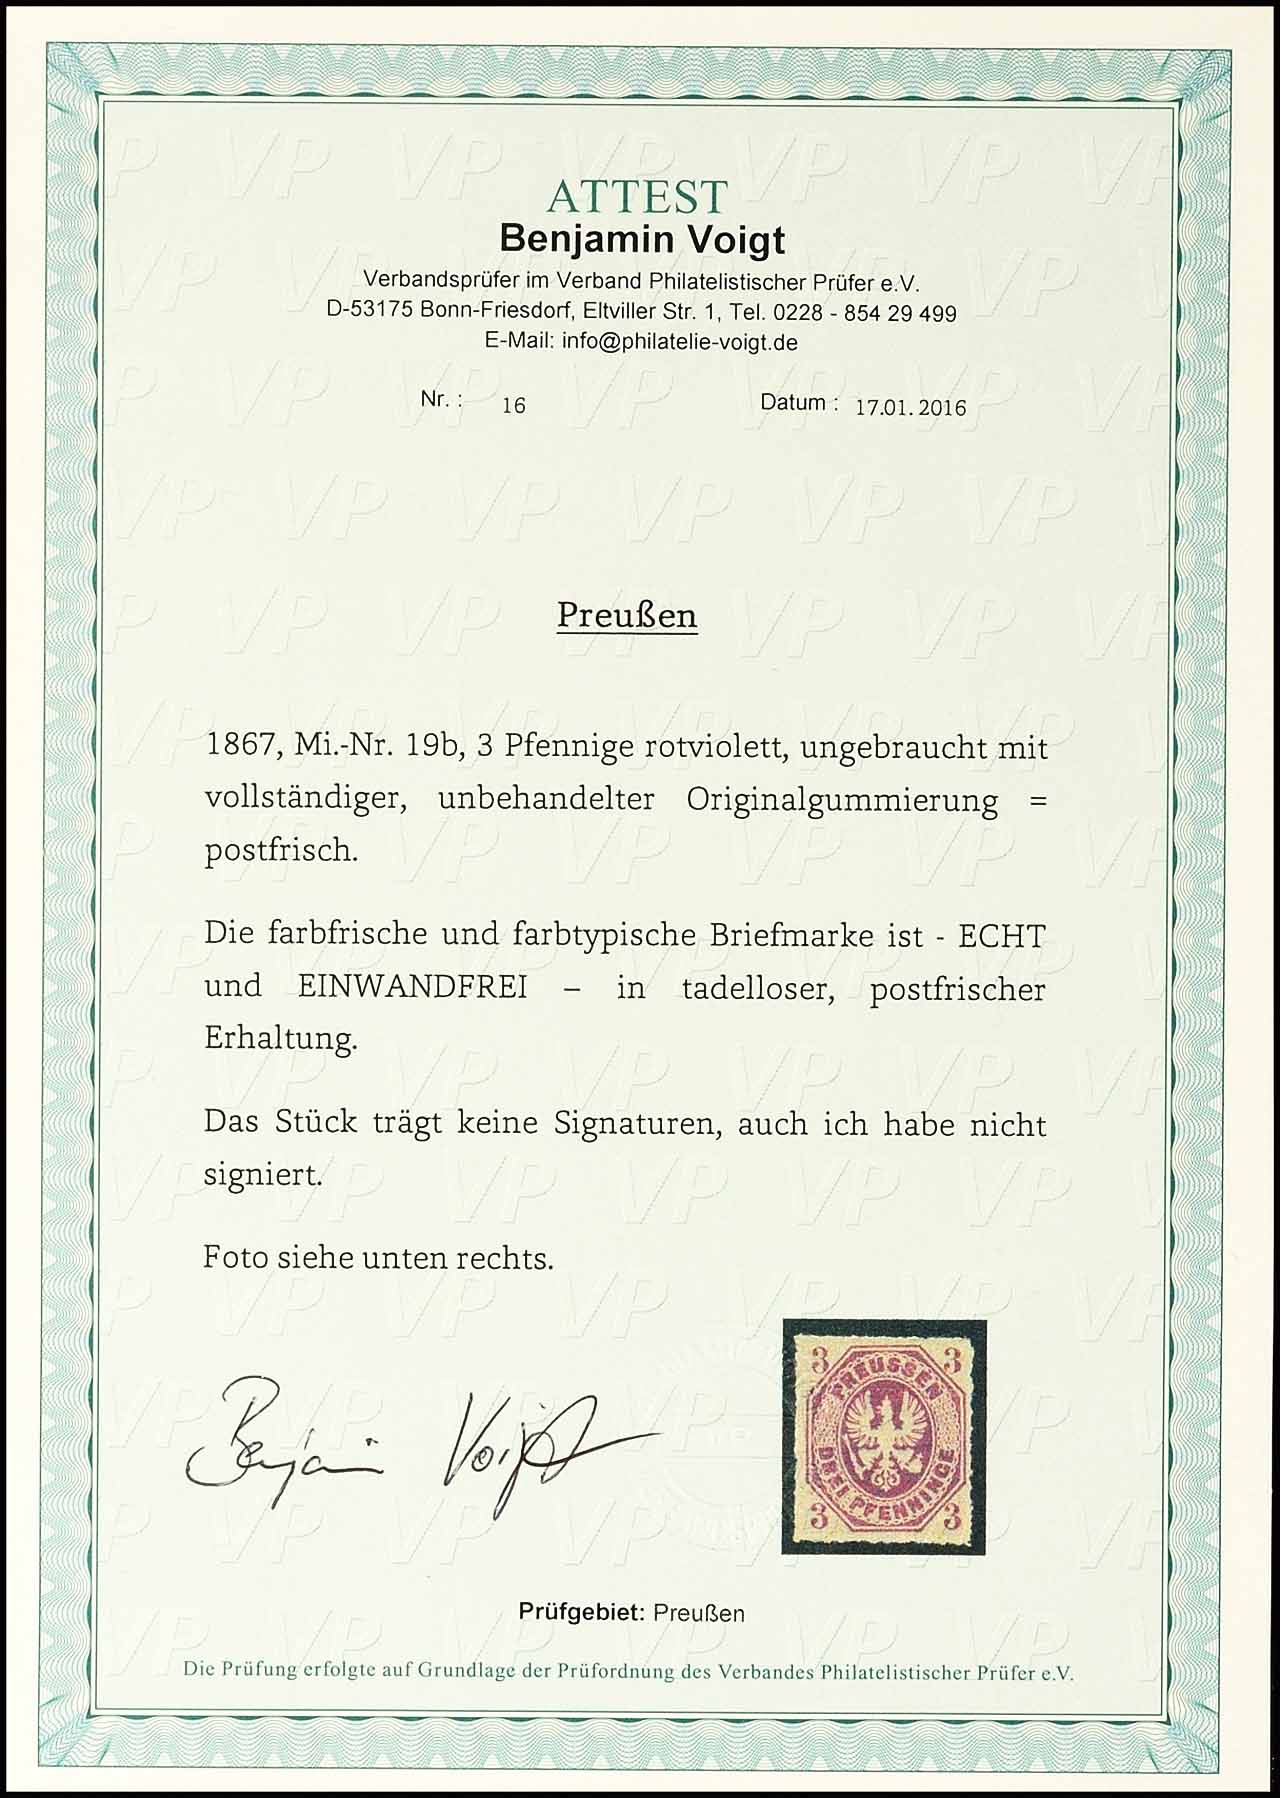 ATTEST
Benjamin Voigt
Verbandsprüfer im Verband Philatelistischer Prüfer e.V.
D-53175 Bonn-Friesdorf, Eltviller Str. 1, Tel. 0228 - 854 29 499
E-Mail: info@philatelie-voigt.de
Nr. : 16 Datum : 17.01.2016
Preußen
1867, Mi.-Nr. 19b, 3 Pfennige rotviolett, ungebraucht mit
vollständiger, unbehandelter Originalgummierung =
postfrisch.
Die farbfrische und farbtypische Briefmarke ist - ECHT
und EINWANDFREI – in tadelloser, postfrischer
Erhaltung.
Das Stück trägt keine Signaturen, auch ich habe nicht
signiert.
Foto siehe unten rechts.
3 3
PREUSSEN
DREI PFENNINGE
3 3
Benjamin Voigt
Prüfgebiet: Preußen
Die Prüfung erfolgte auf Grundlage der Prüfordnung des Verbandes Philatelistischer Prüfer e.V.